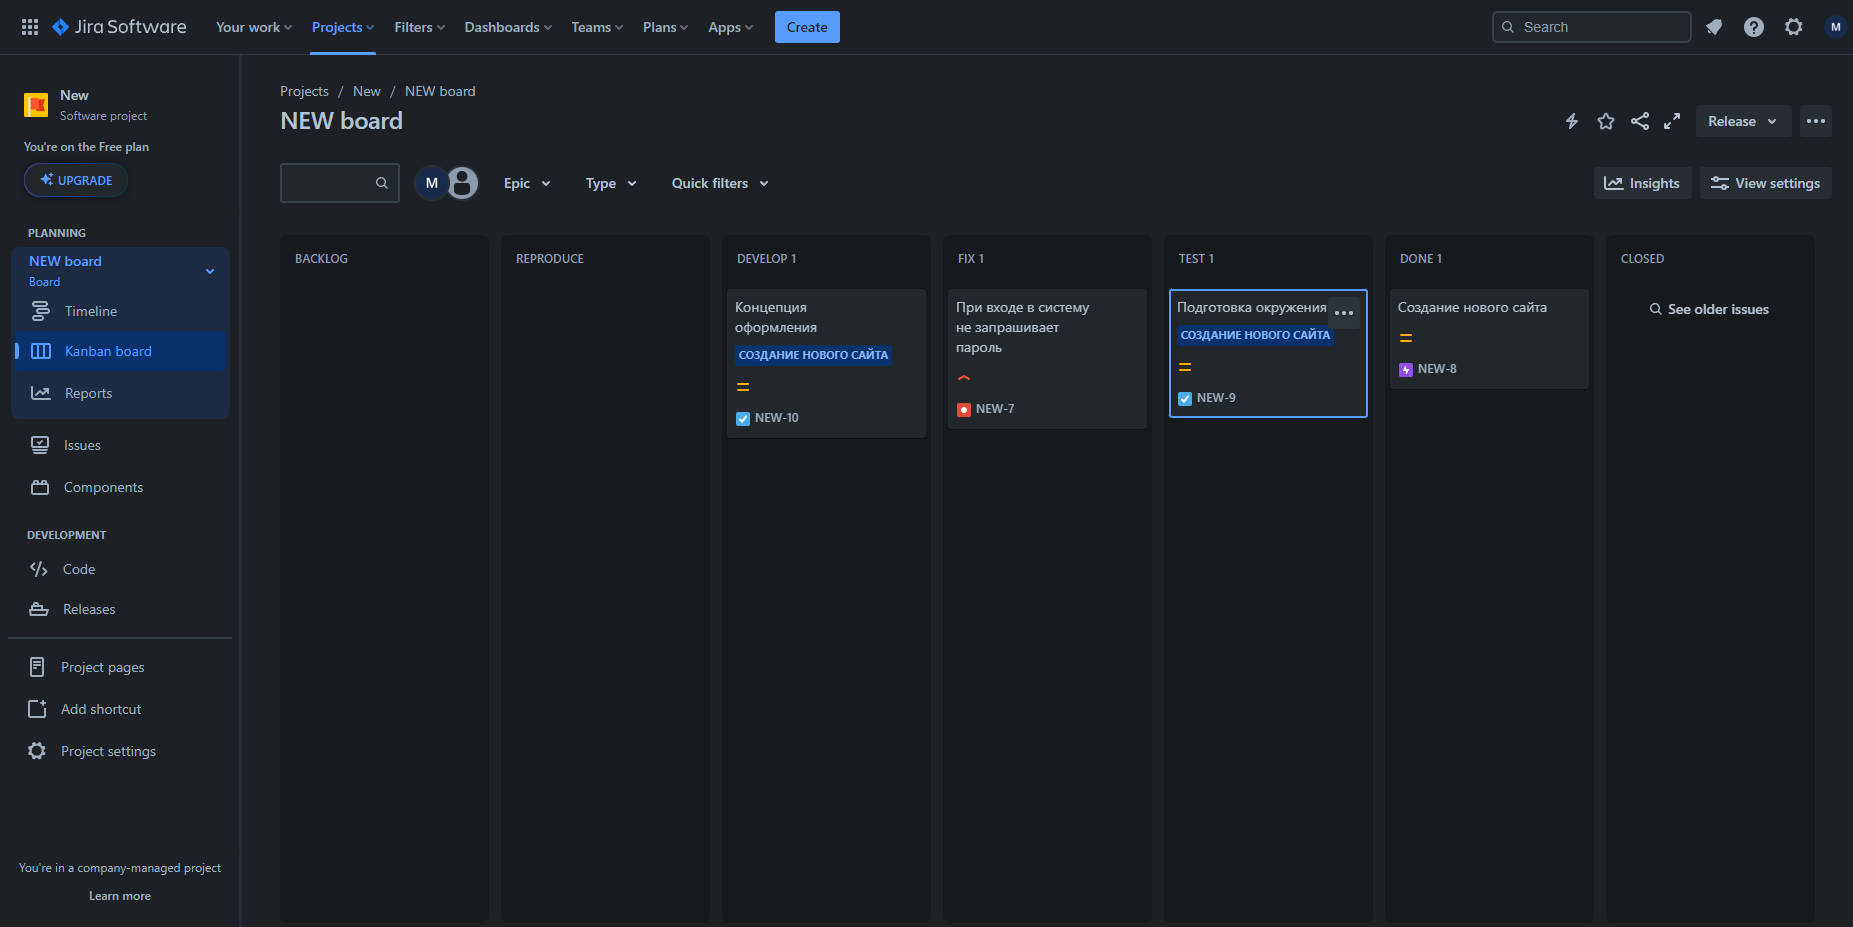 Jira Software
Your work
Projects
Filters
Dashboards
Teams
Plans
Apps
Create
Search
M
New
Software project
You're on the Free plan
UPGRADE
PLANNING
NEW board
Board
Timeline
Kanban board
Reports
Issues
Components
DEVELOPMENT
Code
Releases
Project pages
Add shortcut
Project settings
You're in a company-managed project
Learn more
Projects / New / NEW board
NEW board
Release
M
Epic
Type
Quick filters
Insights
View settings
BACKLOG
REPRODUCE
DEVELOP 1
Концепция
оформления
СОЗДАНИЕ НОВОГО САЙТА
NEW-10
FIX 1
При входе в систему
не запрашивает
пароль
NEW-7
TEST 1
Подготовка окружения
СОЗДАНИЕ НОВОГО САЙТА
NEW-9
DONE 1
Создание нового сайта
NEW-8
CLOSED
See older issues